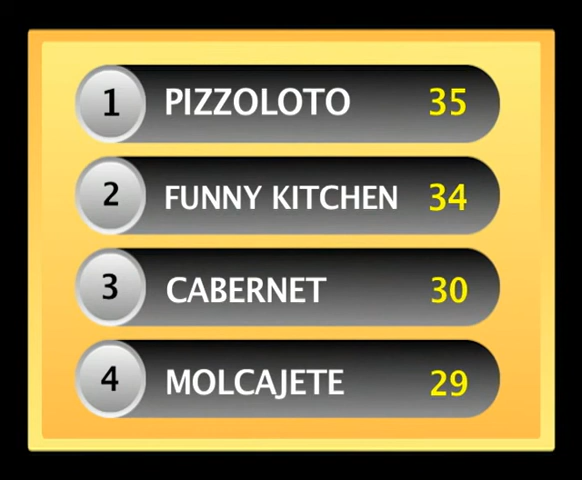 1 PIZZOLOTO 35
2 FUNNY KITCHEN 34
3 CABERNET 30
4 MOLCAJETE 29